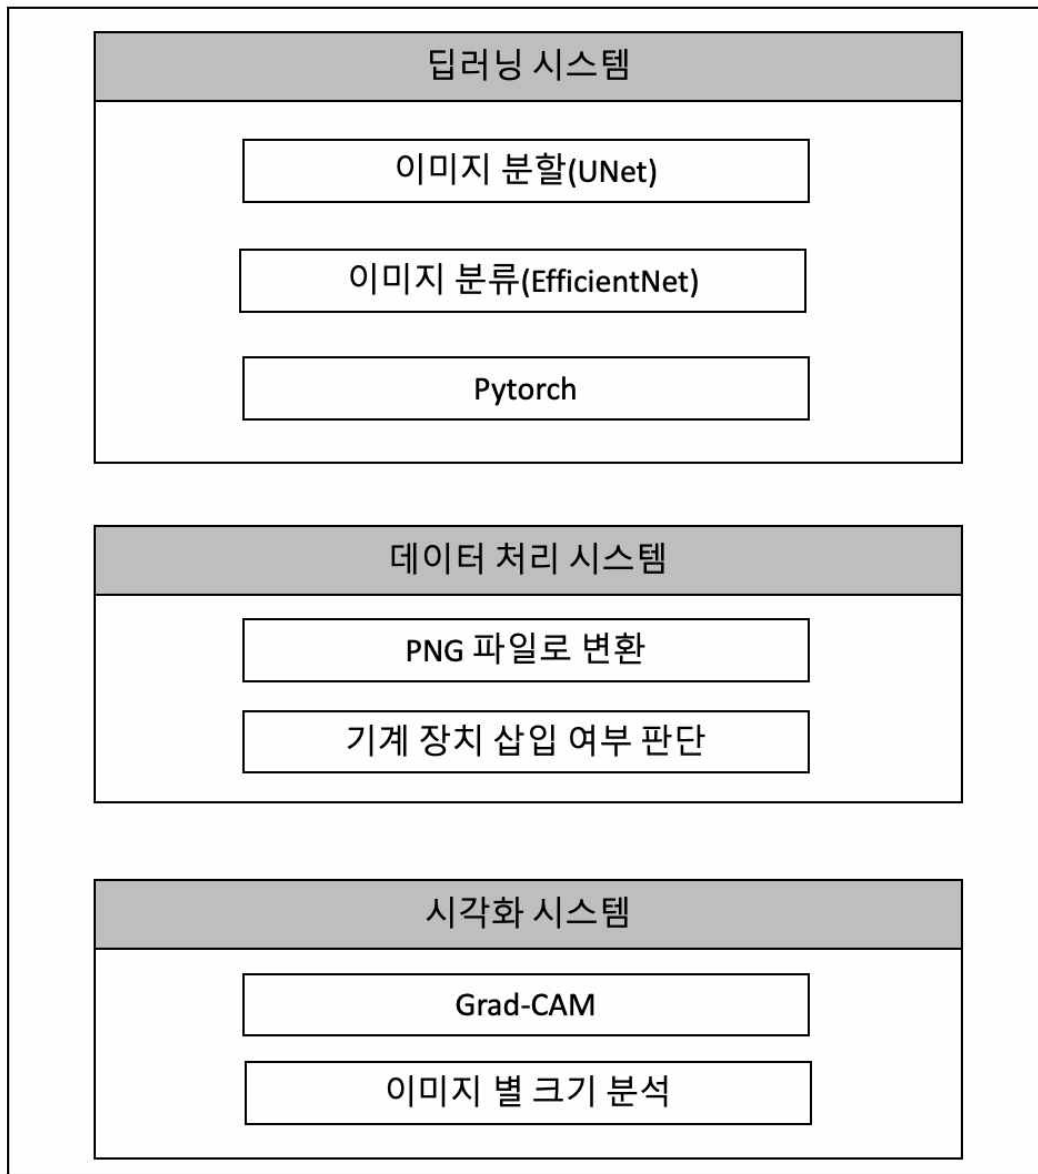 딥러닝 시스템
이미지 분할(UNet)
이미지 분류(EfficientNet)
Pytorch
데이터 처리 시스템
PNG 파일로 변환
기계 장치 삽입 여부 판단
시각화 시스템
Grad-CAM
이미지 별 크기 분석